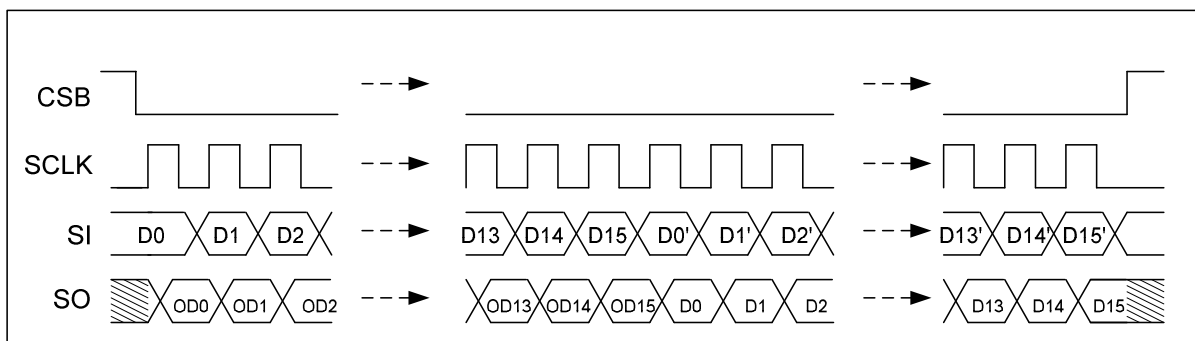 CSB
SCLK
SI D0 D1 D2 D13 D14 D15 D0' D1' D2' D13' D14' D15'
SO OD0 OD1 OD2 OD13 OD14 OD15 D0 D1 D2 D13 D14 D15